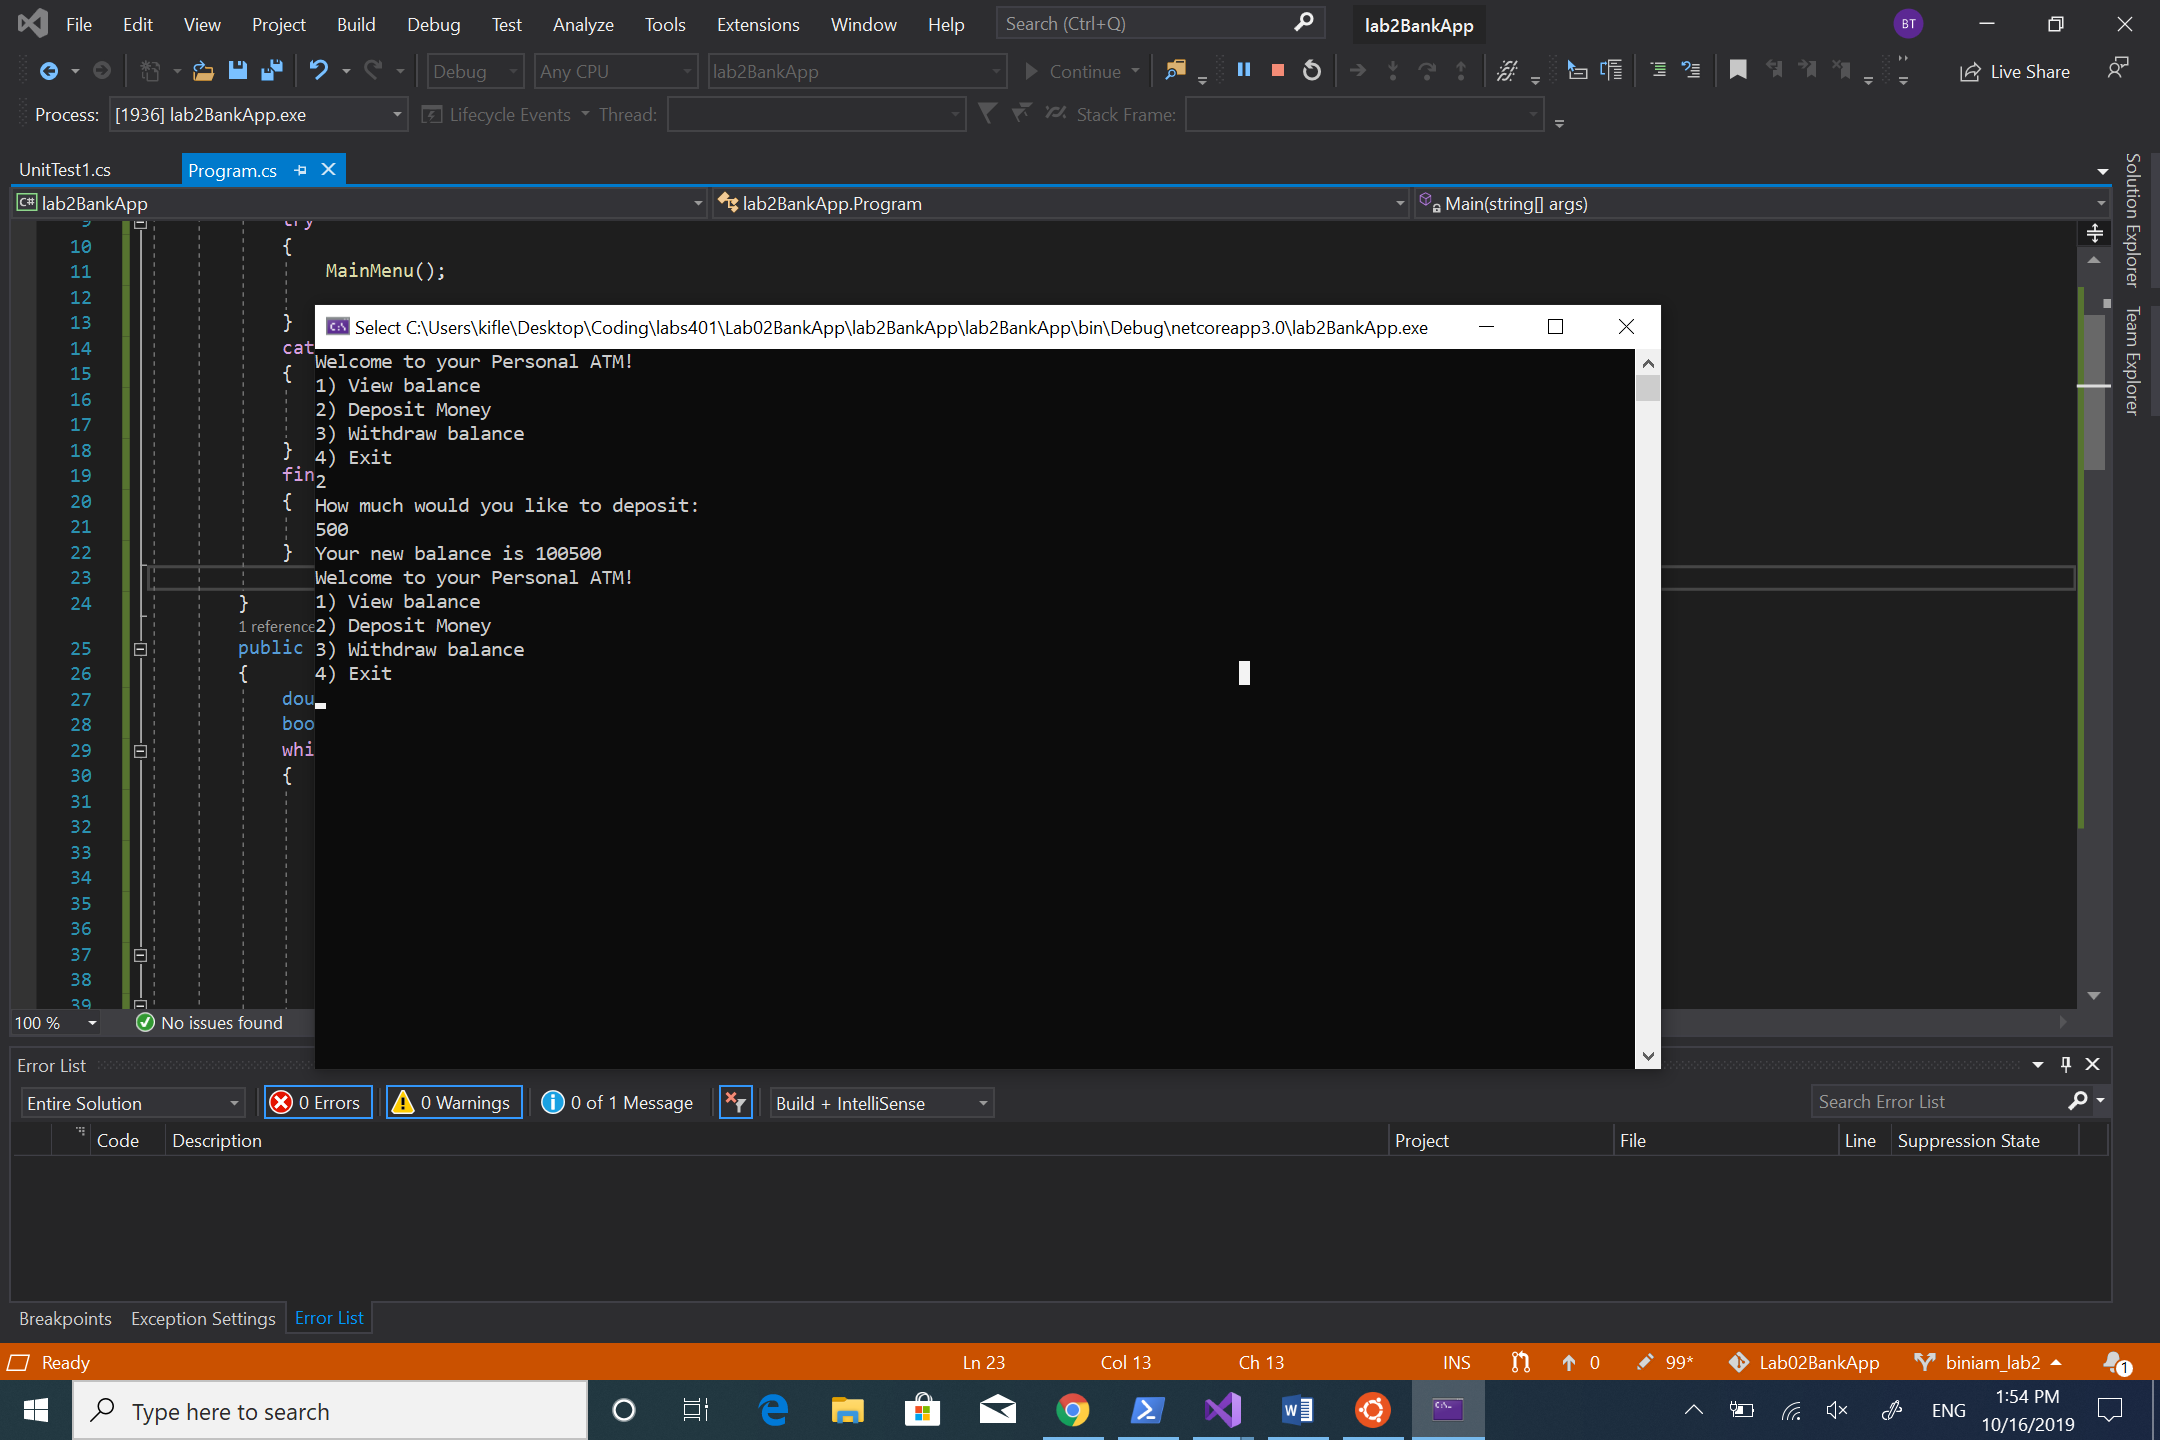 File Edit View Project Build Debug Test Analyze Tools Extensions Window Help Search (Ctrl+Q) lab2BankApp BT
Debug Any CPU lab2BankApp Continue Live Share
Process: [1936] lab2BankApp.exe Lifecycle Events Thread: Stack Frame:
UnitTest1.cs Program.cs
C# lab2BankApp lab2BankApp.Program Main(string[] args)
Solution Explorer
Team Explorer
9 try
10 {
11 MainMenu();
12
13 }
14 cat
15 {
16
17
18 }
19 fin
20 {
21
22 }
23
24 }
1 reference
25 public
26 {
27 dou
28 boo
29 whi
30 {
31
32
33
34
35
36
37
38
39
Select C:\Users\kifle\Desktop\Coding\labs401\Lab02BankApp\lab2BankApp\lab2BankApp\bin\Debug\netcoreapp3.0\lab2BankApp.exe
Welcome to your Personal ATM!
1) View balance
2) Deposit Money
3) Withdraw balance
4) Exit
2
How much would you like to deposit:
500
Your new balance is 100500
Welcome to your Personal ATM!
1) View balance
2) Deposit Money
3) Withdraw balance
4) Exit
100 % No issues found
Error List
Entire Solution 0 Errors 0 Warnings 0 of 1 Message Build + IntelliSense Search Error List
Code Description Project File Line Suppression State
Breakpoints Exception Settings Error List
Ready Ln 23 Col 13 Ch 13 INS 0 99* Lab02BankApp biniam_lab2 1
Type here to search ENG 1:54 PM
10/16/2019